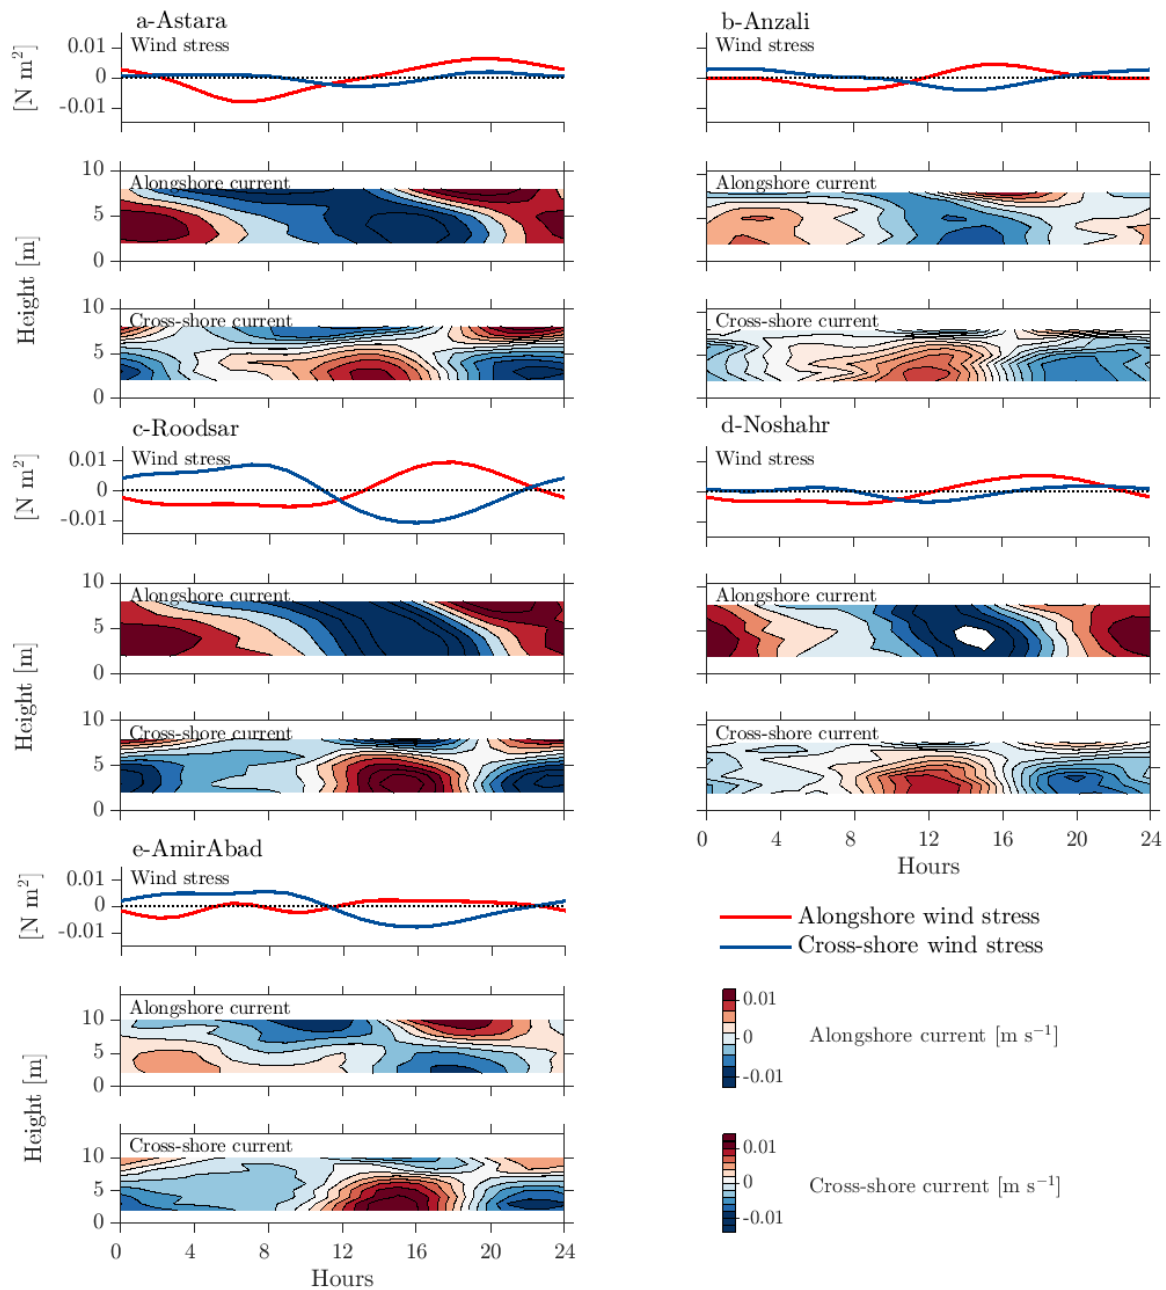 a-Astara
Wind stress
[N m²]
0.01
0
-0.01
Alongshore current
10
5
0
Height [m]
Cross-shore current
10
5
0
b-Anzali
Wind stress
Alongshore current
Cross-shore current
c-Roodsar
Wind stress
[N m²]
0.01
0
-0.01
Alongshore current
10
5
0
Height [m]
Cross-shore current
10
5
0
d-Noshahr
Wind stress
Alongshore current
Cross-shore current
0 4 8 12 16 20 24
Hours
e-AmirAbad
Wind stress
[N m²]
0.01
0
-0.01
Alongshore current
10
5
0
Height [m]
Cross-shore current
10
5
0
0 4 8 12 16 20 24
Hours
Alongshore wind stress
Cross-shore wind stress
0.01
0
-0.01
Alongshore current [m s⁻¹]
0.01
0
-0.01
Cross-shore current [m s⁻¹]